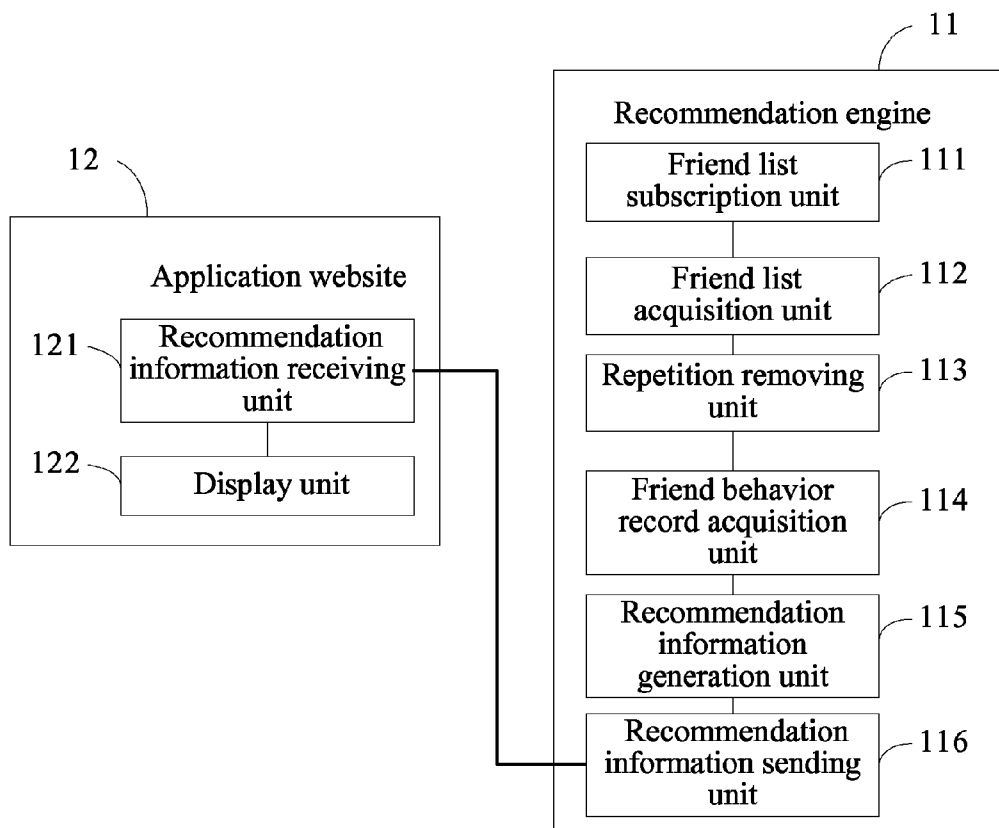 11
Recommendation engine
Friend list
subscription unit
111
Friend list
acquisition unit
112
Repetition removing
unit
113
Friend behavior
record acquisition
unit
114
Recommendation
information
generation unit
115
Recommendation
information sending
unit
116
12
Application website
121
Recommendation
information receiving
unit
122
Display unit